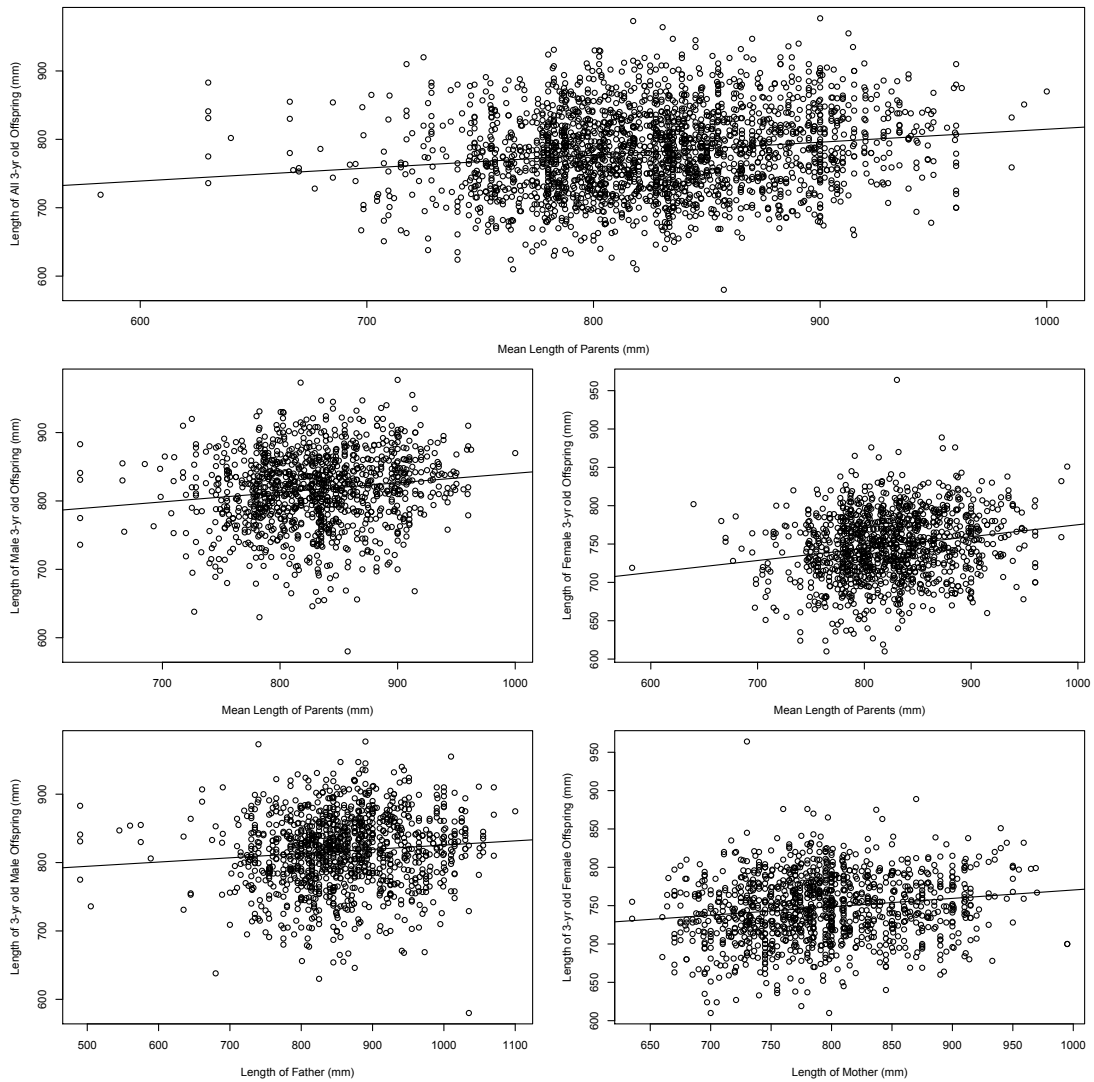 Length of All 3-yr old Offspring (mm)
900
800
700
600
600 700 800 900 1000
Mean Length of Parents (mm)
Length of Male 3-yr old Offspring (mm)
900
800
700
600
700 800 900 1000
Mean Length of Parents (mm)
Length of Female 3-yr old Offspring (mm)
950
900
850
800
750
700
650
600
600 700 800 900 1000
Mean Length of Parents (mm)
Length of 3-yr old Male Offspring (mm)
900
800
700
600
500 600 700 800 900 1000 1100
Length of Father (mm)
Length of 3-yr old Female Offspring (mm)
950
900
850
800
750
700
650
600
650 700 750 800 850 900 950 1000
Length of Mother (mm)